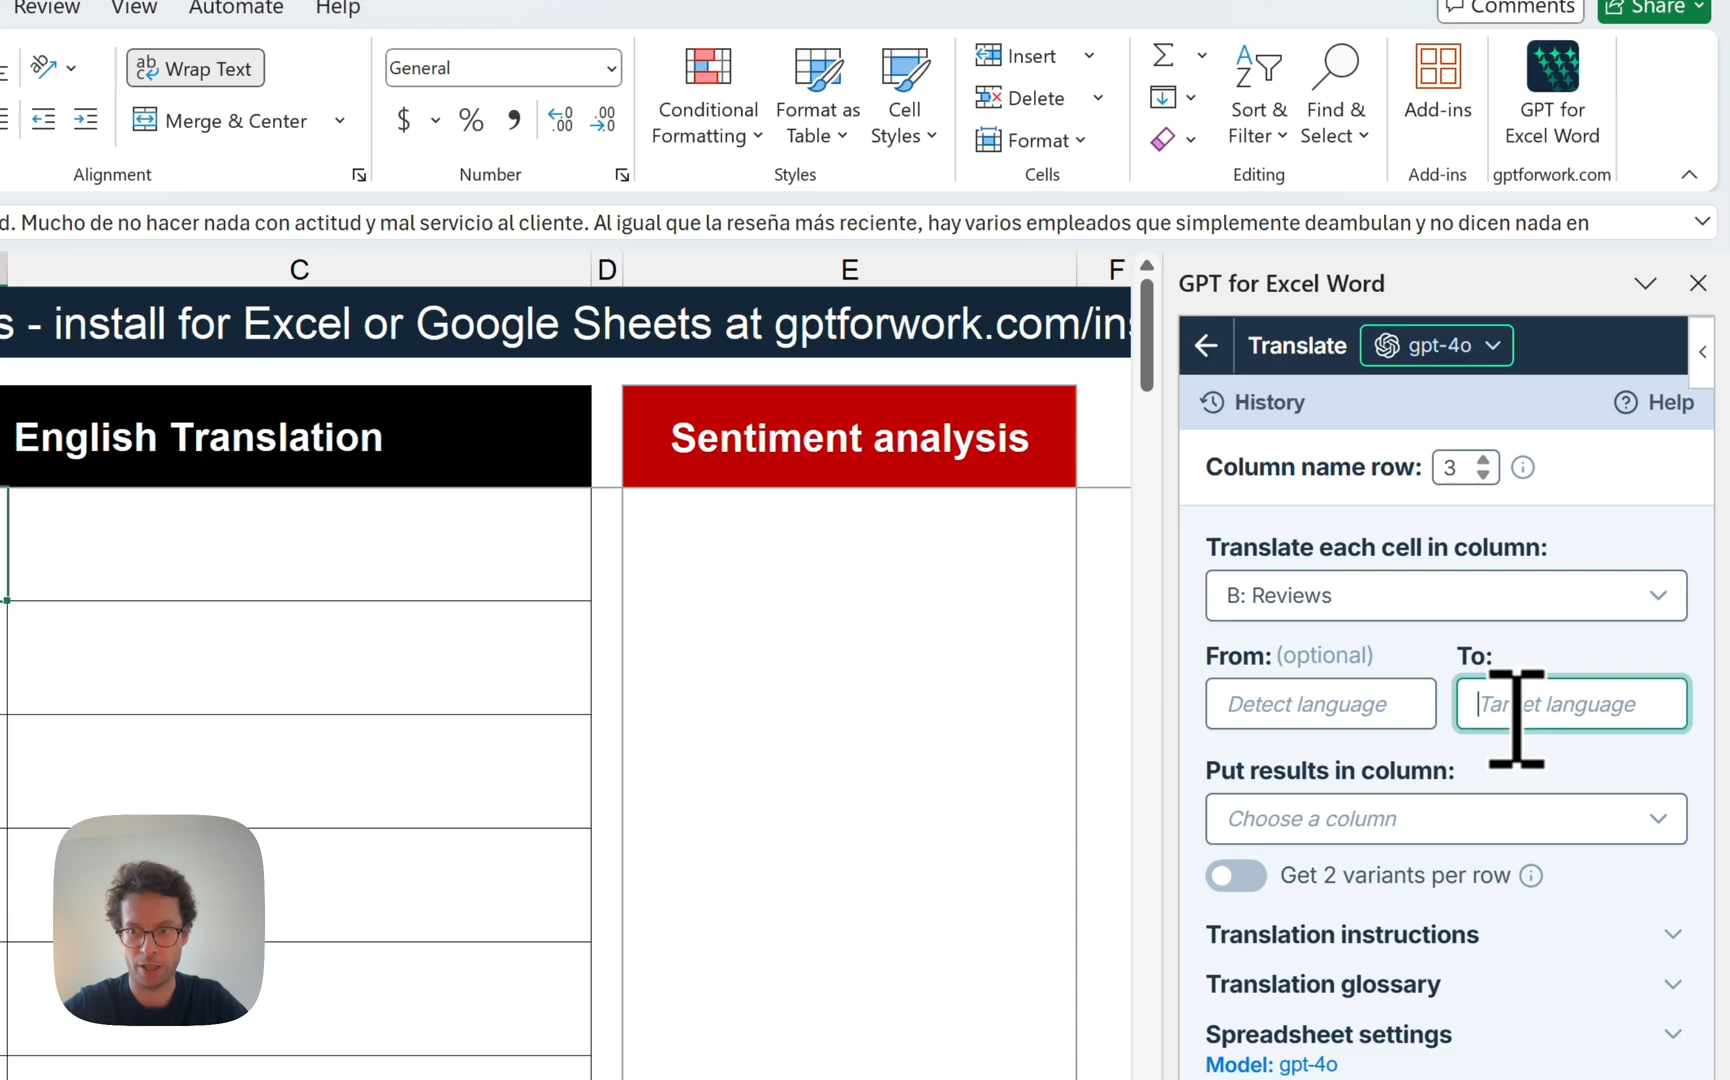 Review View Automate Help
Comments Share
Wrap Text
General
Insert
Delete
Format
Merge & Center
$ % , .00 .00
Conditional Formatting
Format as Table
Cell Styles
Sort & Filter
Find & Select
Add-ins
GPT for Excel Word
Alignment Number Styles Cells Editing Add-ins gptforwork.com
d. Mucho de no hacer nada con actitud y mal servicio al cliente. Al igual que la reseña más reciente, hay varios empleados que simplemente deambulan y no dicen nada en
C D E F
s - install for Excel or Google Sheets at gptforwork.com/ins
English Translation
Sentiment analysis
GPT for Excel Word
Translate gpt-4o
History Help
Column name row: 3
Translate each cell in column:
B: Reviews
From: (optional) To:
Detect language Target language
Put results in column:
Choose a column
Get 2 variants per row
Translation instructions
Translation glossary
Spreadsheet settings
Model: gpt-4o